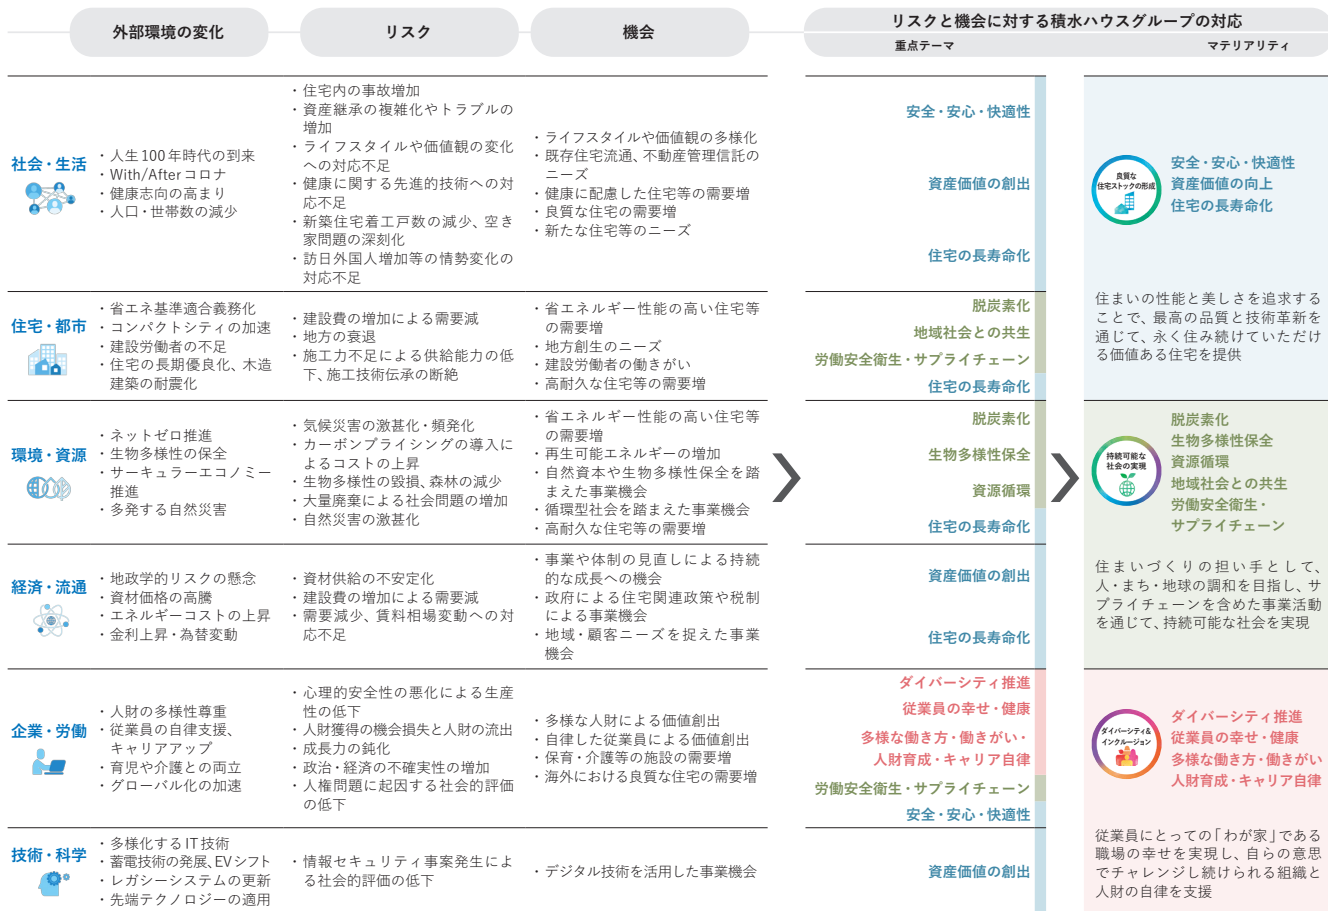 外部環境の変化
リスク
機会
リスクと機会に対する積水ハウスグループの対応
重点テーマ
マテリアリティ
社会・生活
・人生100年時代の到来
・With/Afterコロナ
・健康志向の高まり
・人口・世帯数の減少
・住宅内の事故増加
・資産継承の複雑化やトラブルの
増加
・ライフスタイルや価値観の変化
への対応不足
・健康に関する先進的技術への対
応不足
・新築住宅着工戸数の減少、空き
家問題の深刻化
・訪日外国人増加等の情勢変化の
対応不足
・ライフスタイルや価値観の多様化
・既存住宅流通、不動産管理信託の
ニーズ
・健康に配慮した住宅等の需要増
・良質な住宅の需要増
・新たな住宅等のニーズ
安全・安心・快適性
資産価値の創出
住宅の長寿命化
住宅・都市
・省エネ基準適合義務化
・コンパクトシティの加速
・建設労働者の不足
・住宅の長期優良化、木造
建築の耐震化
・建設費の増加による需要減
・地方の衰退
・施工力不足による供給能力の低
下、施工技術伝承の断絶
・省エネルギー性能の高い住宅等
の需要増
・地方創生のニーズ
・建設労働者の働きがい
・高耐久な住宅等の需要増
脱炭素化
地域社会との共生
労働安全衛生・サプライチェーン
住宅の長寿命化
環境・資源
・ネットゼロ推進
・生物多様性の保全
・サーキュラーエコノミー
推進
・多発する自然災害
・気候災害の激甚化・頻発化
・カーボンプライシングの導入に
よるコストの上昇
・生物多様性の毀損、森林の減少
・大量廃棄による社会問題の増加
・自然災害の激甚化
・省エネルギー性能の高い住宅等
の需要増
・再生可能エネルギーの増加
・自然資本や生物多様性保全を踏
まえた事業機会
・循環型社会を踏まえた事業機会
・高耐久な住宅等の需要増
脱炭素化
生物多様性保全
資源循環
住宅の長寿命化
経済・流通
・地政学的リスクの懸念
・資材価格の高騰
・エネルギーコストの上昇
・金利上昇・為替変動
・資材供給の不安定化
・建設費の増加による需要減
・需要減少、賃料相場変動への対
応不足
・事業や体制の見直しによる持続
的な成長への機会
・政府による住宅関連政策や税制
による事業機会
・地域・顧客ニーズを捉えた事業
機会
資産価値の創出
住宅の長寿命化
企業・労働
・人財の多様性尊重
・従業員の自律支援、
キャリアアップ
・育児や介護との両立
・グローバル化の加速
・心理的安全性の悪化による生産
性の低下
・人財獲得の機会損失と人財の流出
・成長力の鈍化
・政治・経済の不確実性の増加
・人権問題に起因する社会的評価
の低下
・多様な人財による価値創出
・自律した従業員による価値創出
・保育・介護等の施設の需要増
・海外における良質な住宅の需要増
ダイバーシティ推進
従業員の幸せ・健康
多様な働き方・働きがい・
人財育成・キャリア自律
労働安全衛生・サプライチェーン
安全・安心・快適性
技術・科学
・多様化するIT技術
・蓄電技術の発展、EVシフト
・レガシーシステムの更新
・先端テクノロジーの適用
・情報セキュリティ事案発生によ
る社会的評価の低下
・デジタル技術を活用した事業機会
資産価値の創出
良質な
住宅ストックの形成
安全・安心・快適性
資産価値の向上
住宅の長寿命化
住まいの性能と美しさを追求する
ことで、最高の品質と技術革新を
通じて、永く住み続けていただけ
る価値ある住宅を提供
持続可能な
社会の実現
脱炭素化
生物多様性保全
資源循環
地域社会との共生
労働安全衛生・
サプライチェーン
住まいづくりの担い手として、
人・まち・地球の調和を目指し、サ
プライチェーンを含めた事業活動
を通じて、持続可能な社会を実現
ダイバーシティ&
インクルージョン
ダイバーシティ推進
従業員の幸せ・健康
多様な働き方・働きがい
人財育成・キャリア自律
従業員にとっての「わが家」である
職場の幸せを実現し、自らの意思
でチャレンジし続けられる組織と
人財の自律を支援